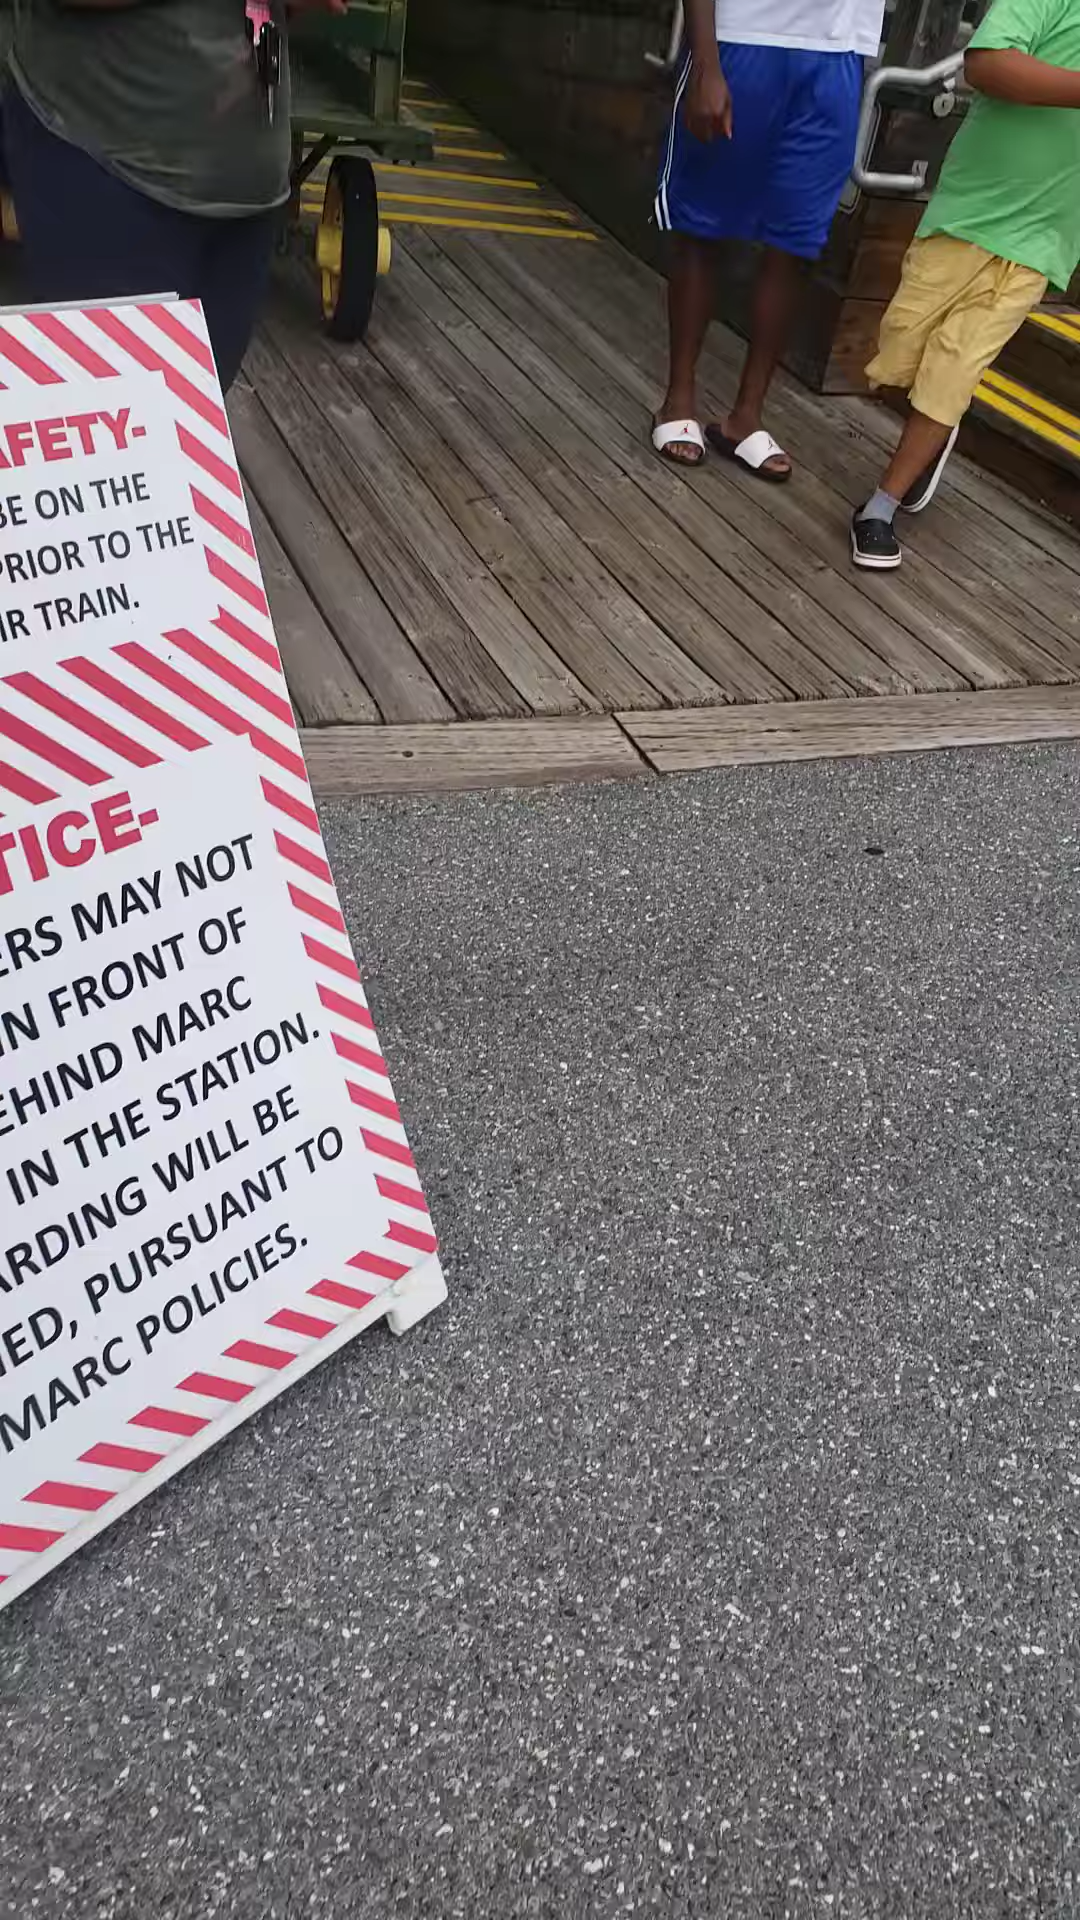 AFETY-
BE ON THE
PRIOR TO THE
IR TRAIN.
TICE-
ERS MAY NOT
IN FRONT OF
EHIND MARC
IN THE STATION.
ARDING WILL BE
IED, PURSUANT TO
MARC POLICIES.